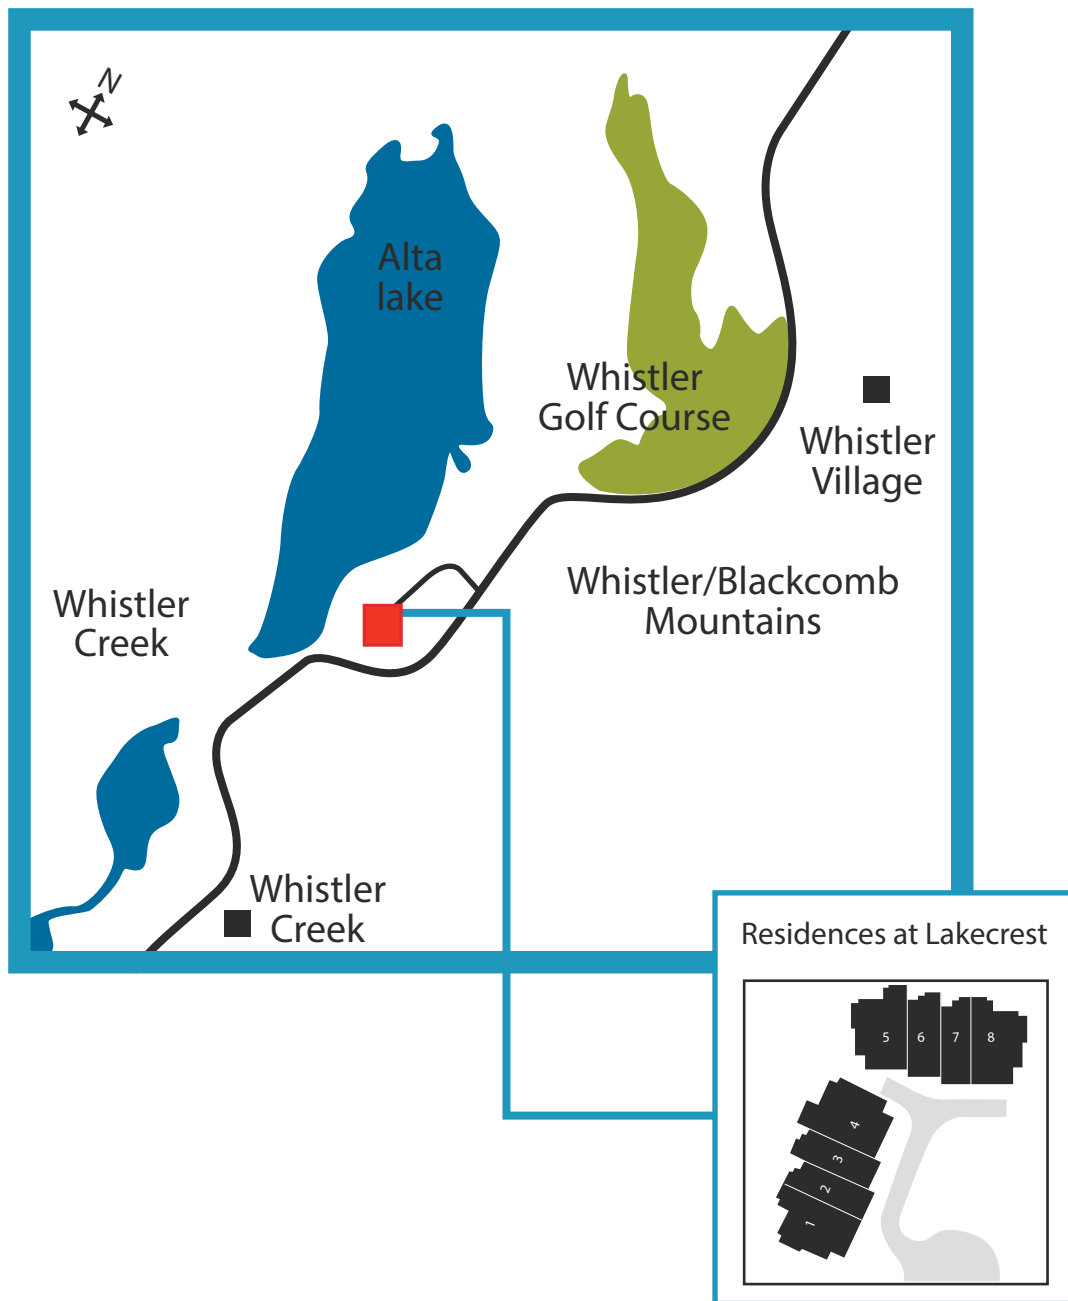 N
Alta
lake
Whistler
Golf Course
Whistler
Village
Whistler/Blackcomb
Mountains
Whistler
Creek
Whistler
Creek
Residences at Lakecrest
5 6 7 8
4
3
2
1